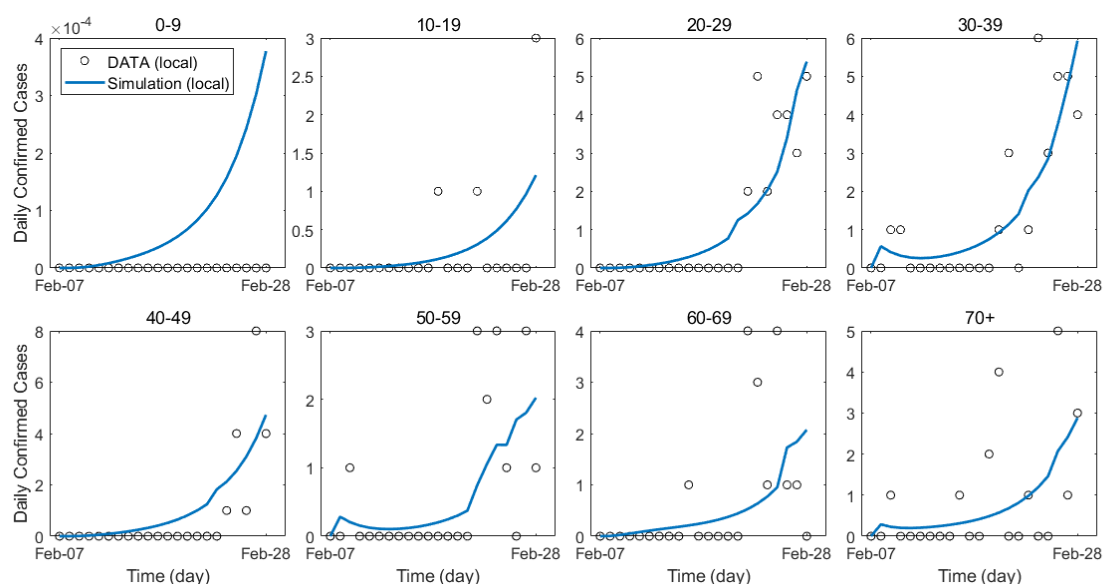 0-9
10-19
20-29
30-39
×10-4
4
3
2
1
0
DATA (local)
Simulation (local)
Daily Confirmed Cases
Feb-07
Feb-28
3
2.5
2
1.5
1
0.5
0
Feb-07
Feb-28
6
5
4
3
2
1
0
Feb-07
Feb-28
6
5
4
3
2
1
0
Feb-07
Feb-28
40-49
50-59
60-69
70+
8
6
4
2
0
Daily Confirmed Cases
Feb-07
Feb-28
Time (day)
3
2
1
0
Feb-07
Feb-28
Time (day)
4
3
2
1
0
Feb-07
Feb-28
Time (day)
5
4
3
2
1
0
Feb-07
Feb-28
Time (day)